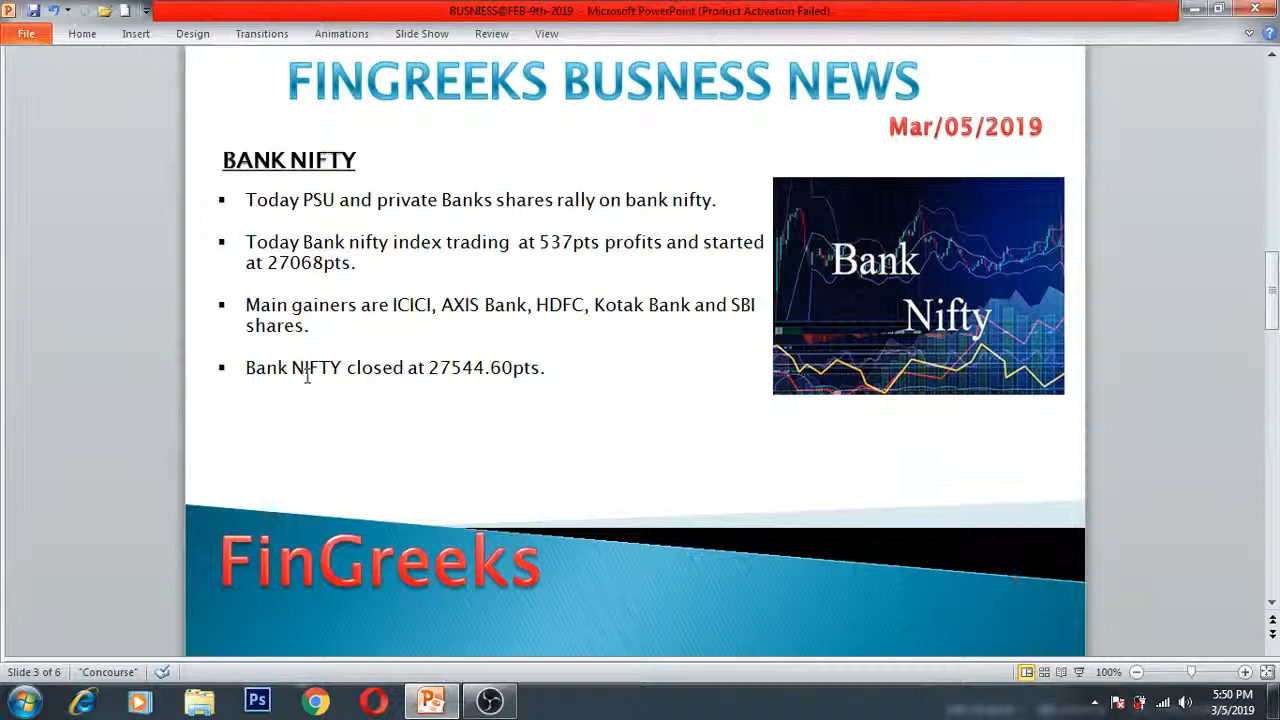 BUSNIESS@FEB-9th-2019 - Microsoft PowerPoint (Product Activation Failed)
File Home Insert Design Transitions Animations Slide Show Review View
FINGREEKS BUSNESS NEWS
Mar/05/2019
BANK NIFTY
▪ Today PSU and private Banks shares rally on bank nifty.
▪ Today Bank nifty index trading at 537pts profits and started
at 27068pts.
▪ Main gainers are ICICI, AXIS Bank, HDFC, Kotak Bank and SBI
shares.
▪ Bank NIFTY closed at 27544.60pts.
Bank
Nifty
FinGreeks
Slide 3 of 6 "Concourse" 100%
Ps
5:50 PM
3/5/2019